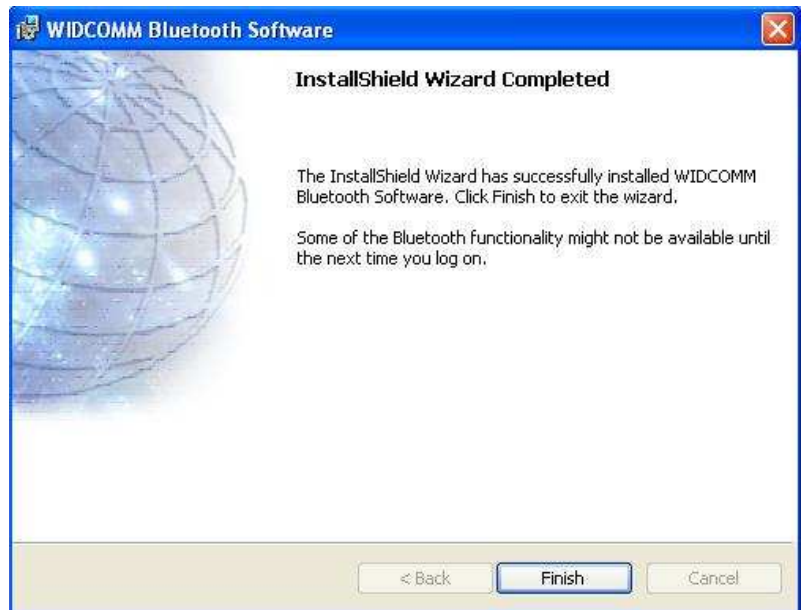 WIDCOMM Bluetooth Software
InstallShield Wizard Completed
The InstallShield Wizard has successfully installed WIDCOMM
Bluetooth Software. Click Finish to exit the wizard.
Some of the Bluetooth functionality might not be available until
the next time you log on.
< Back
Finish
Cancel